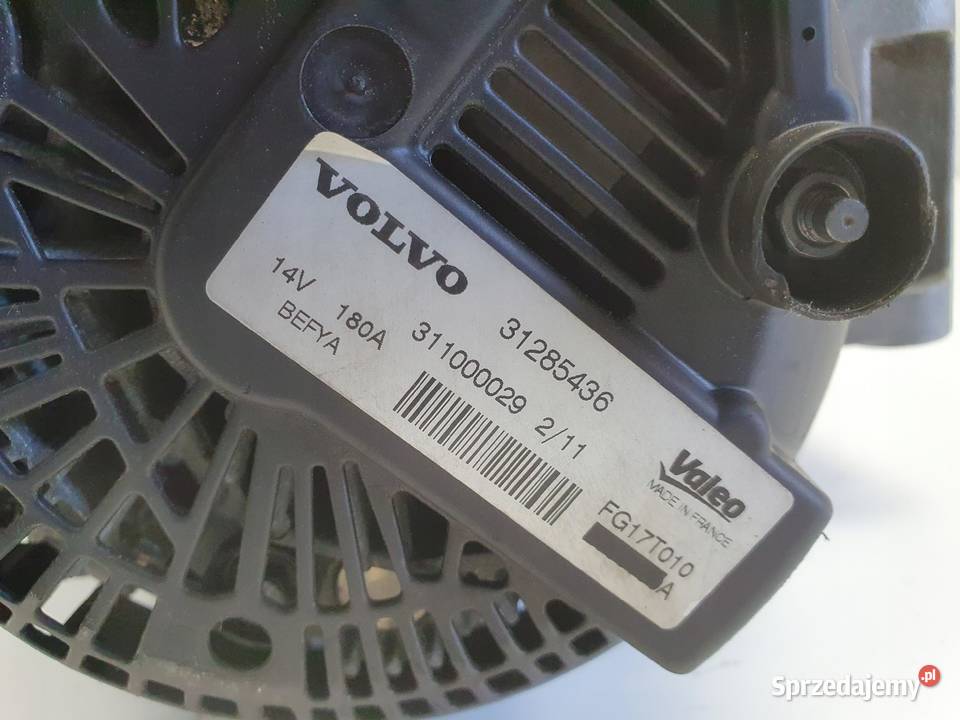 VOLVO
31285436
14V 180A 311000029 2/11
BEFYA
Valeo
MADE IN FRANCE
FG17T010
A
Sprzedajemy.pl